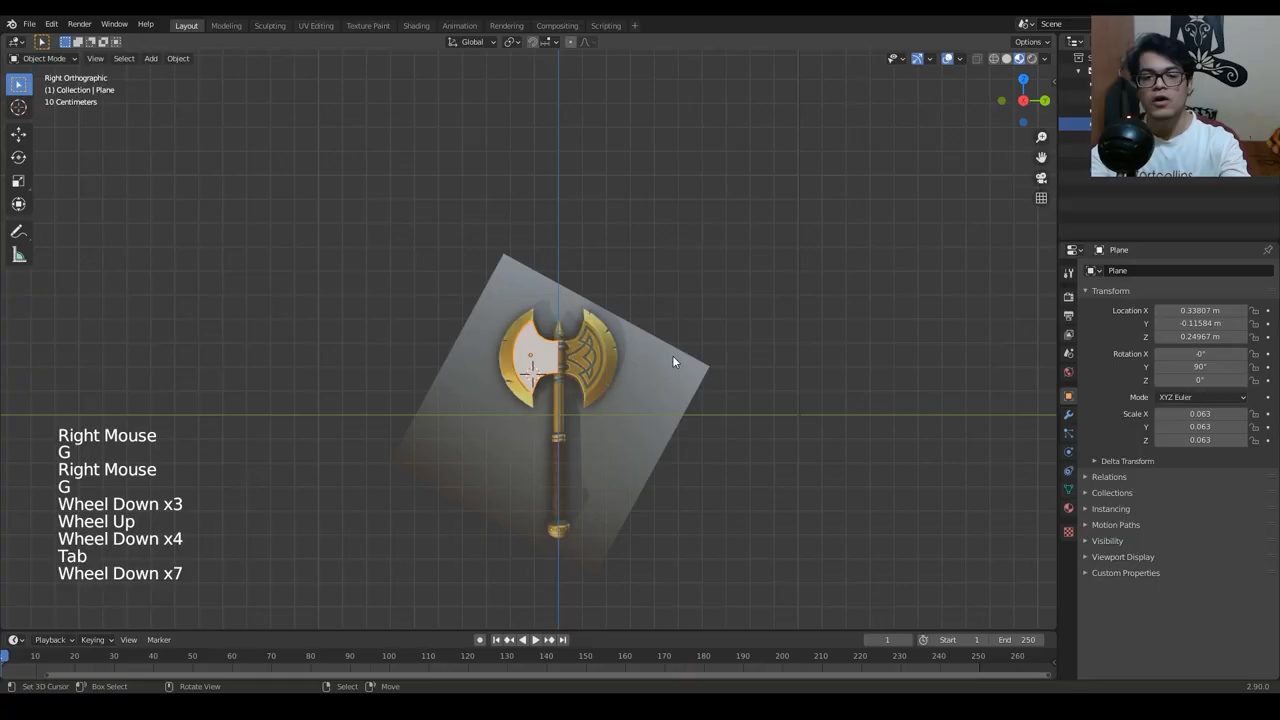 File Edit Render Window Help
Layout Modeling Sculpting UV Editing Texture Paint Shading Animation Rendering Compositing Scripting +
Scene
Global
Options
Object Mode View Select Add Object
Right Orthographic
(1) Collection | Plane
10 Centimeters
Right Mouse
G
Right Mouse
G
Wheel Down x3
Wheel Up
Wheel Down x4
Tab
Wheel Down x7
Plane
Plane
Transform
Location X 0.33807 m
Y -0.11584 m
Z 0.24967 m
Rotation X -0°
Y 90°
Z 0°
Mode XYZ Euler
Scale X 0.063
Y 0.063
Z 0.063
Delta Transform
Relations
Collections
Instancing
Motion Paths
Visibility
Viewport Display
Custom Properties
Playback Keying View Marker
1 Start 1 End 250
10 20 30 40 50 60 70 80 90 100 110 120 130 140 150 160 170 180 190 200 210 220 230 240 250 260
Set 3D Cursor Box Select Rotate View Select Move
2.90.0